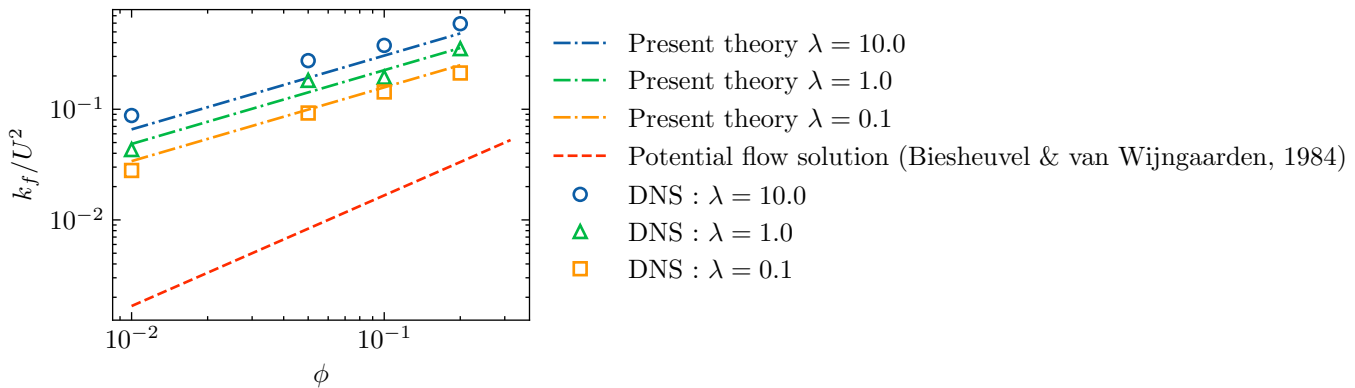 10⁻¹
10⁻²
k_f/U²
10⁻²
10⁻¹
ϕ
Present theory λ = 10.0
Present theory λ = 1.0
Present theory λ = 0.1
Potential flow solution (Biesheuvel & van Wijngaarden, 1984)
DNS : λ = 10.0
DNS : λ = 1.0
DNS : λ = 0.1